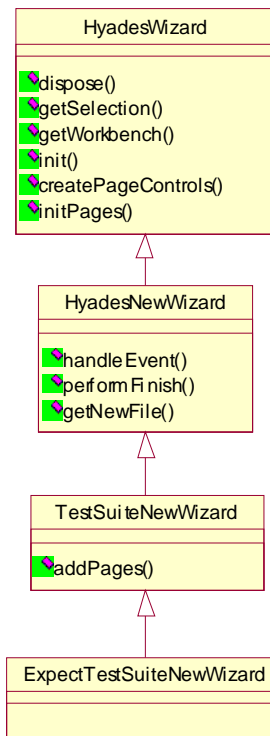 HyadesWizard
dispose()
getSelection()
getWorkbench()
init()
createPageControls()
initPages()
HyadesNewWizard
handleEvent()
performFinish()
getNewFile()
TestSuiteNewWizard
addPages()
ExpectTestSuiteNewWizard